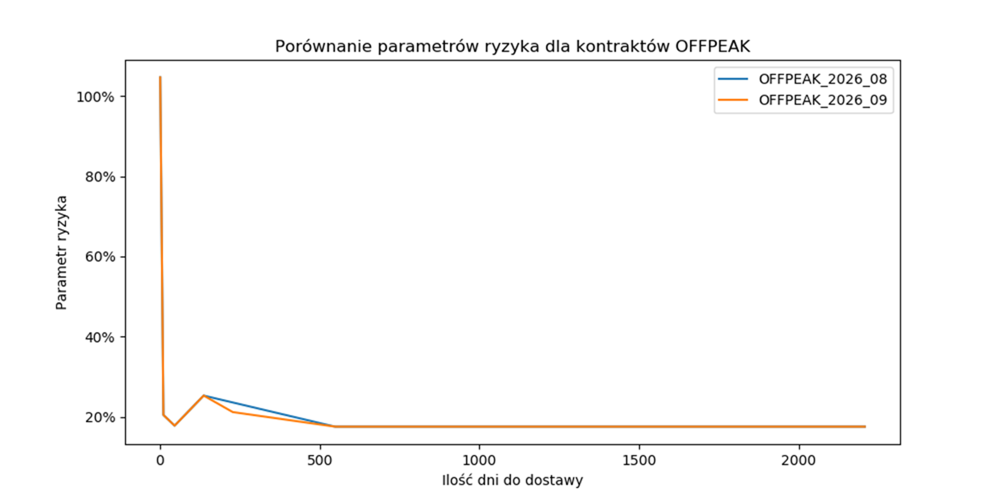 Porównanie parametrów ryzyka dla kontraktów OFFPEAK
OFFPEAK_2026_08
OFFPEAK_2026_09
Parametr ryzyka
100%
80%
60%
40%
20%
0 500 1000 1500 2000
Ilość dni do dostawy